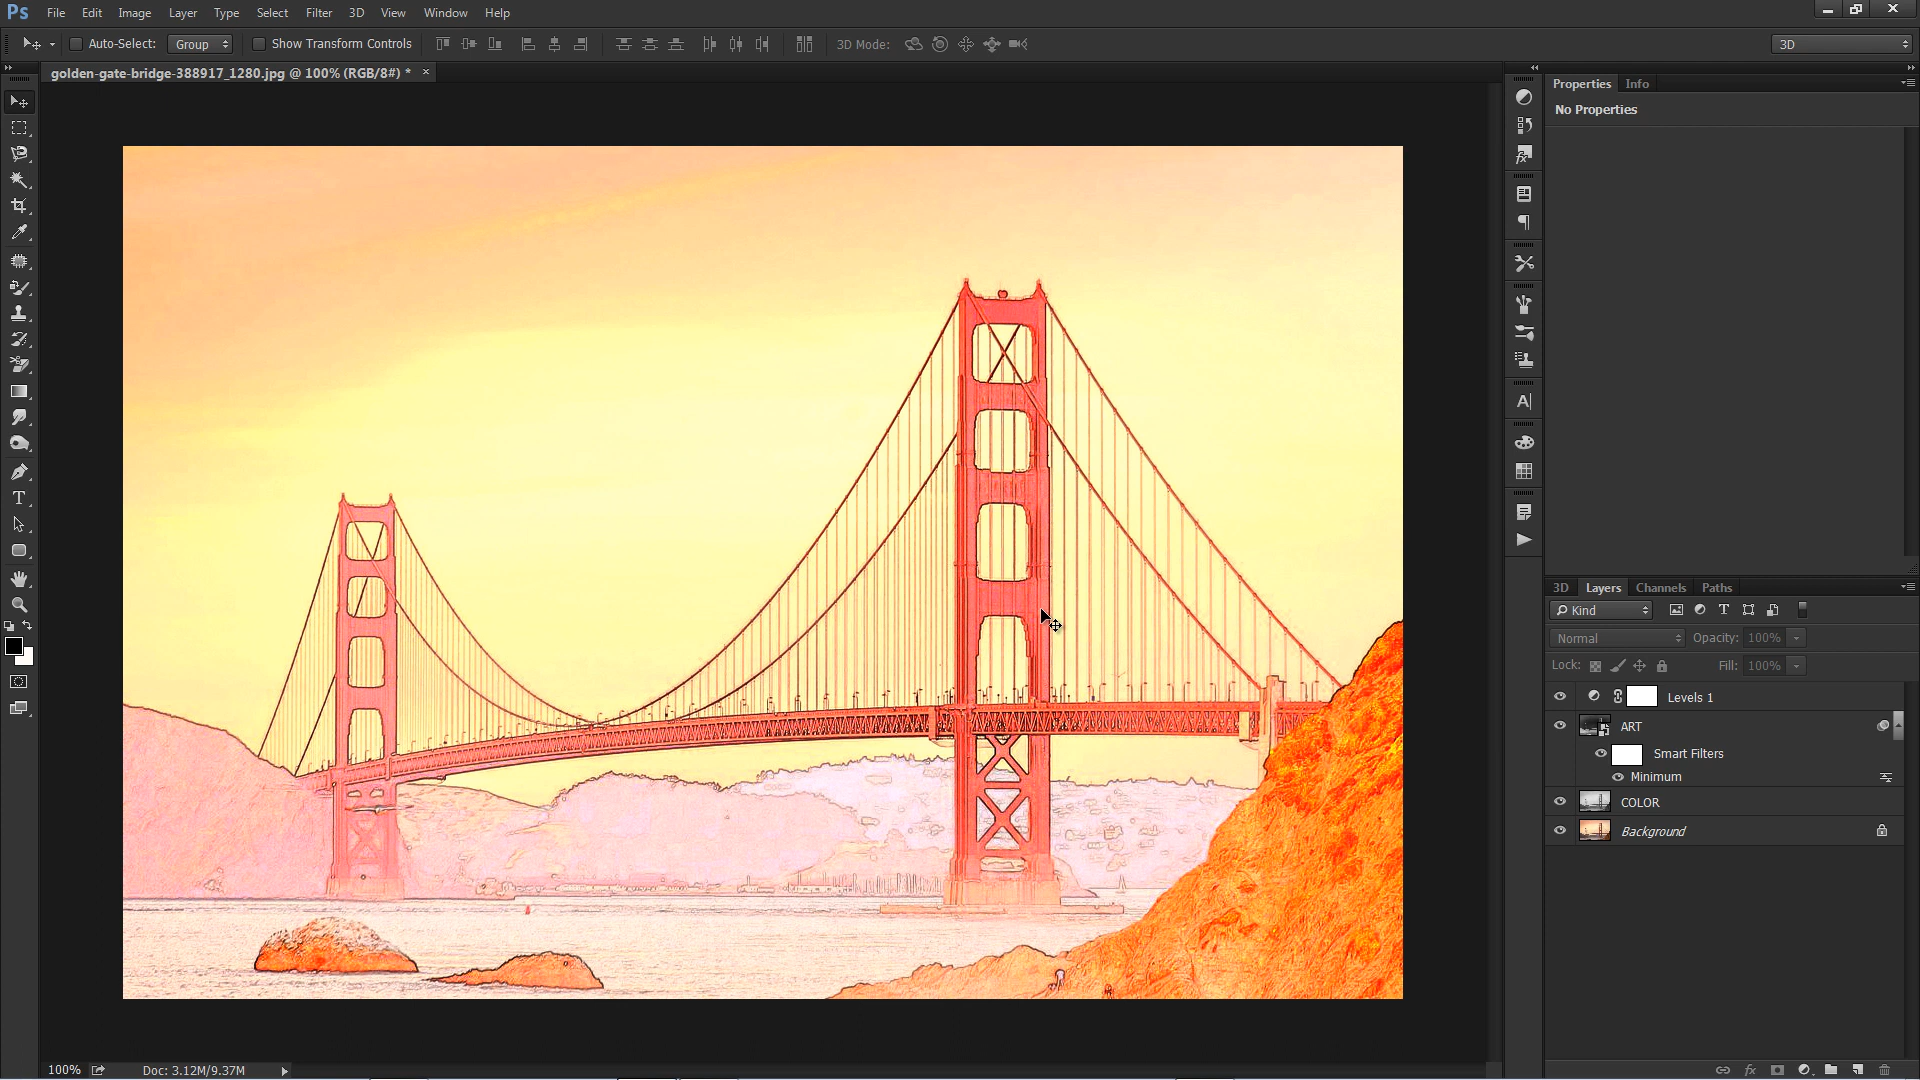 Ps File Edit Image Layer Type Select Filter 3D View Window Help
Auto-Select: Group Show Transform Controls 3D Mode: 3D
golden-gate-bridge-388917_1280.jpg @ 100% (RGB/8#) * ×
Properties Info
No Properties
3D Layers Channels Paths
Kind
Normal Opacity: 100%
Lock: Fill: 100%
Levels 1
ART
Smart Filters
Minimum
COLOR
Background
100% Doc: 3.12M/9.37M